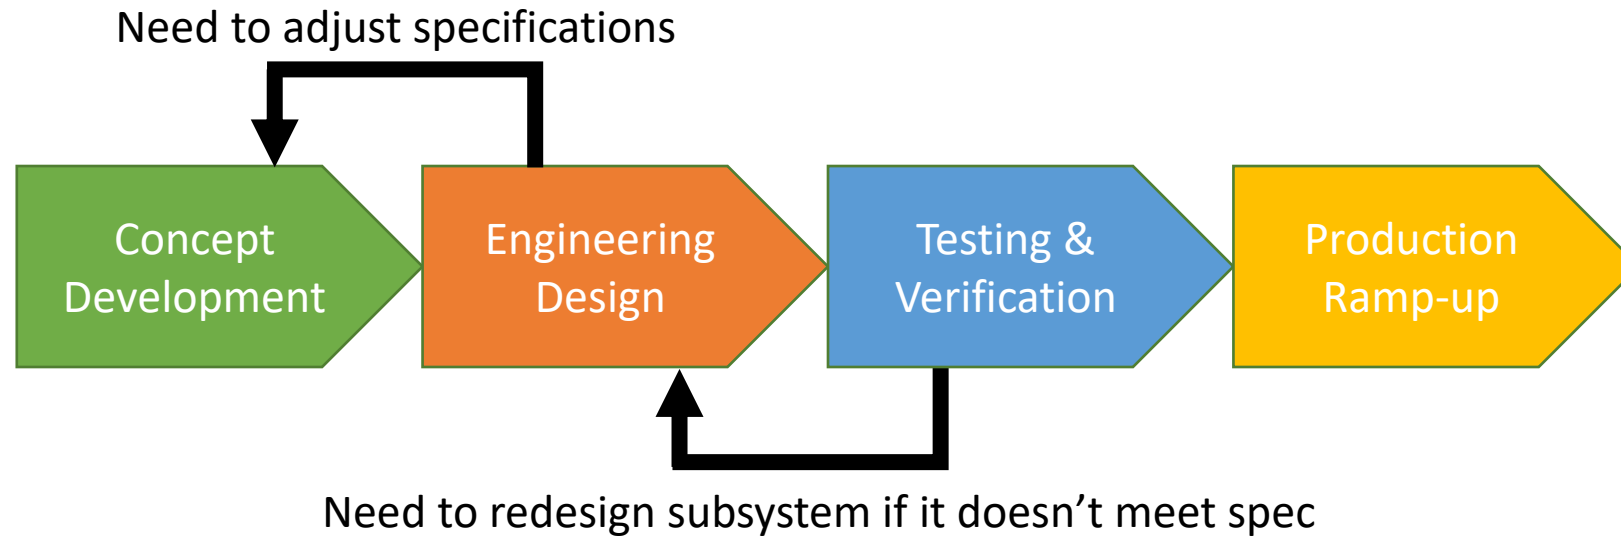 Need to adjust specifications
Concept
Development
Engineering
Design
Testing &
Verification
Production
Ramp-up
Need to redesign subsystem if it doesn’t meet spec